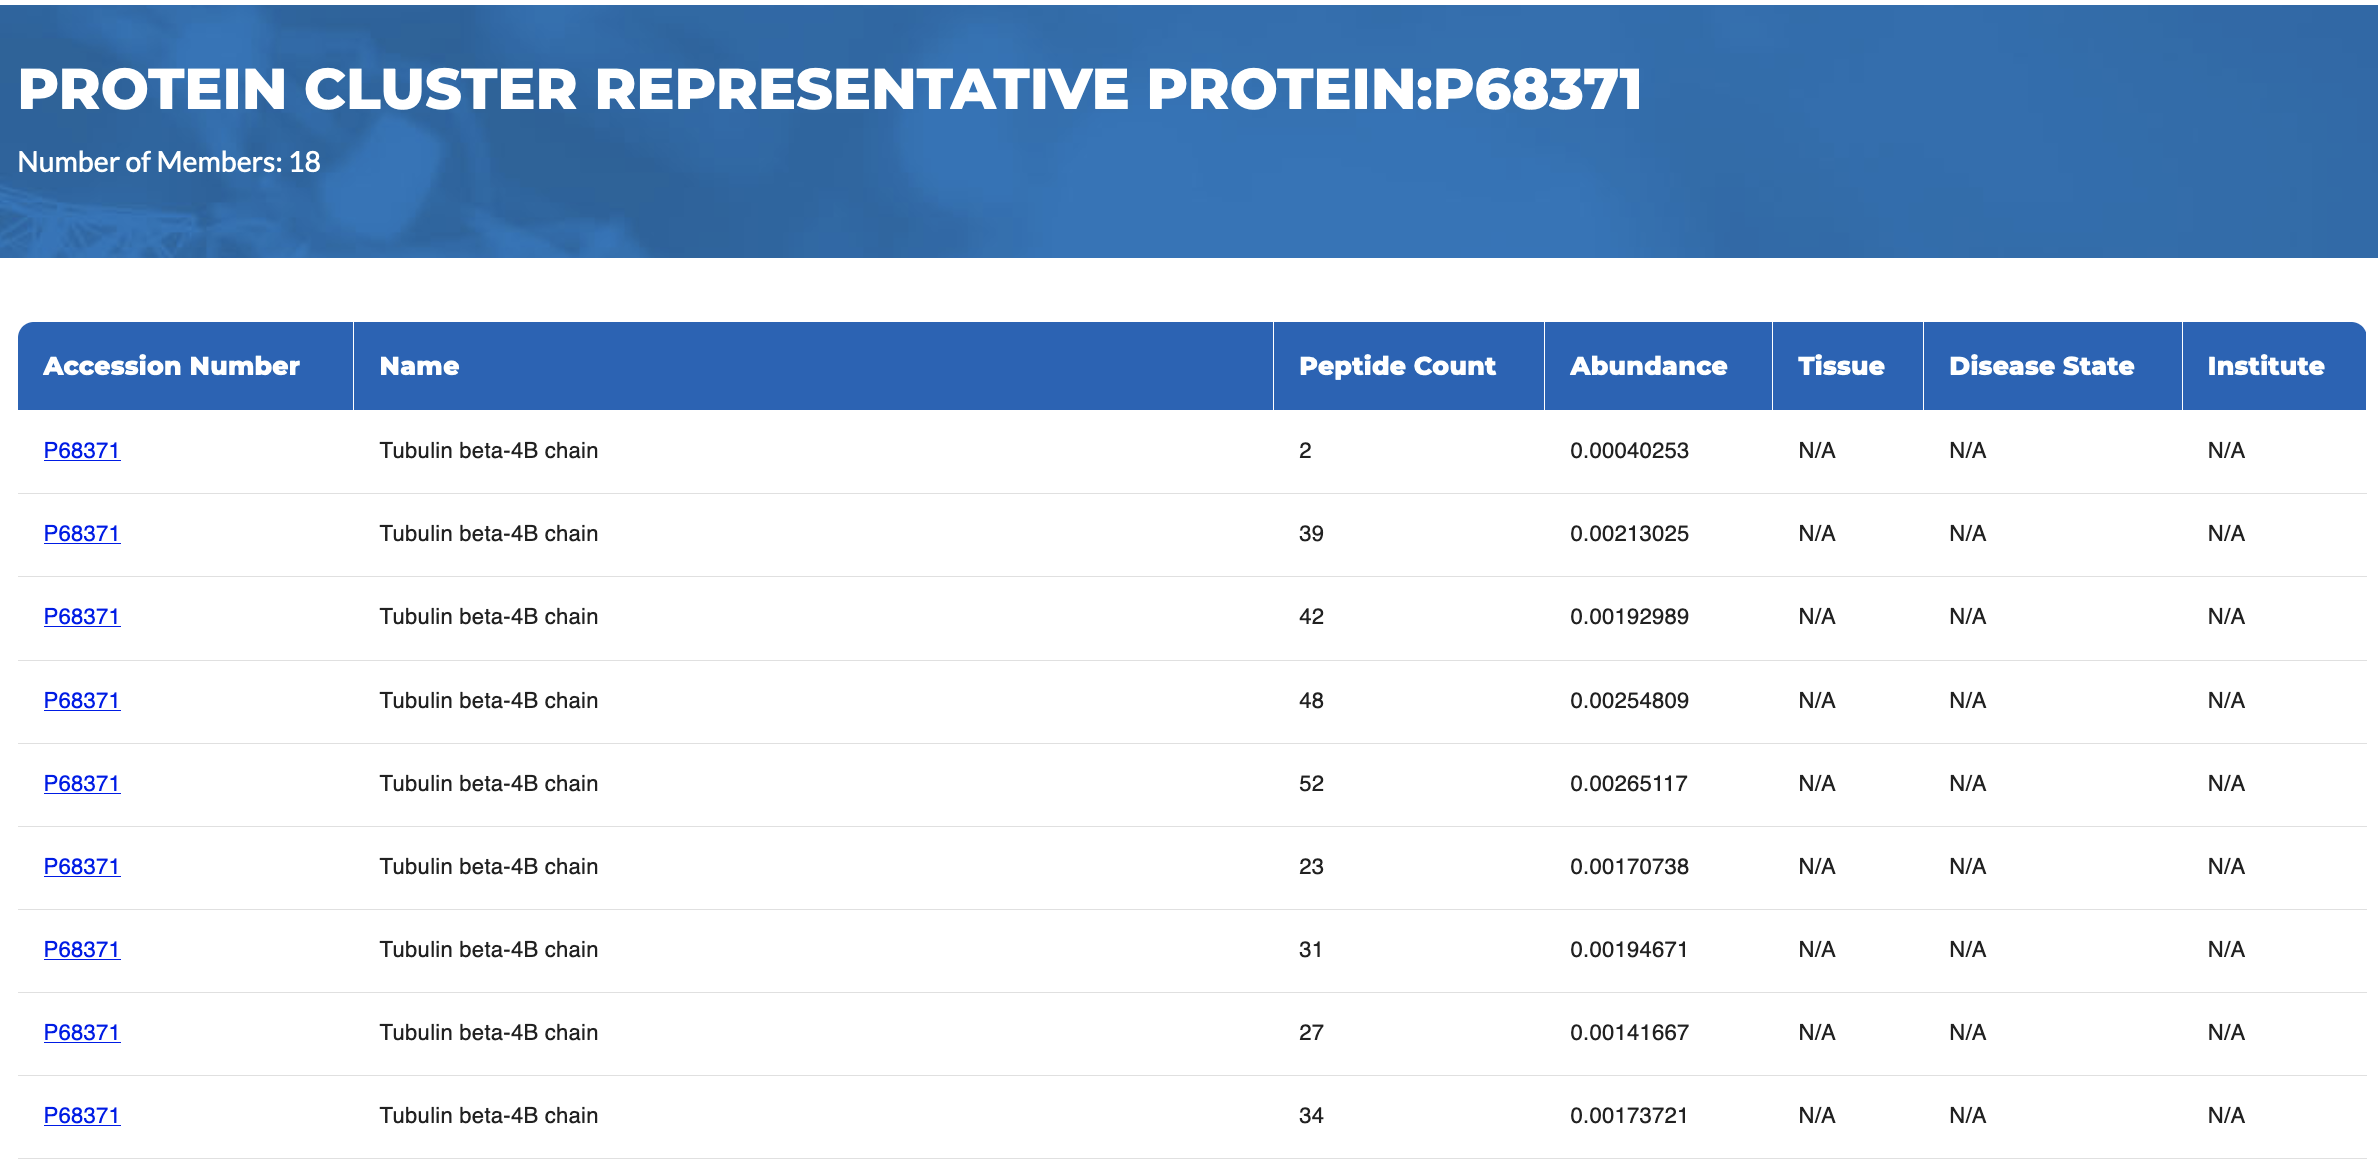 PROTEIN CLUSTER REPRESENTATIVE PROTEIN:P68371
Number of Members: 18
Accession Number Name Peptide Count Abundance Tissue Disease State Institute
P68371 Tubulin beta-4B chain 2 0.00040253 N/A N/A N/A
P68371 Tubulin beta-4B chain 39 0.00213025 N/A N/A N/A
P68371 Tubulin beta-4B chain 42 0.00192989 N/A N/A N/A
P68371 Tubulin beta-4B chain 48 0.00254809 N/A N/A N/A
P68371 Tubulin beta-4B chain 52 0.00265117 N/A N/A N/A
P68371 Tubulin beta-4B chain 23 0.00170738 N/A N/A N/A
P68371 Tubulin beta-4B chain 31 0.00194671 N/A N/A N/A
P68371 Tubulin beta-4B chain 27 0.00141667 N/A N/A N/A
P68371 Tubulin beta-4B chain 34 0.00173721 N/A N/A N/A